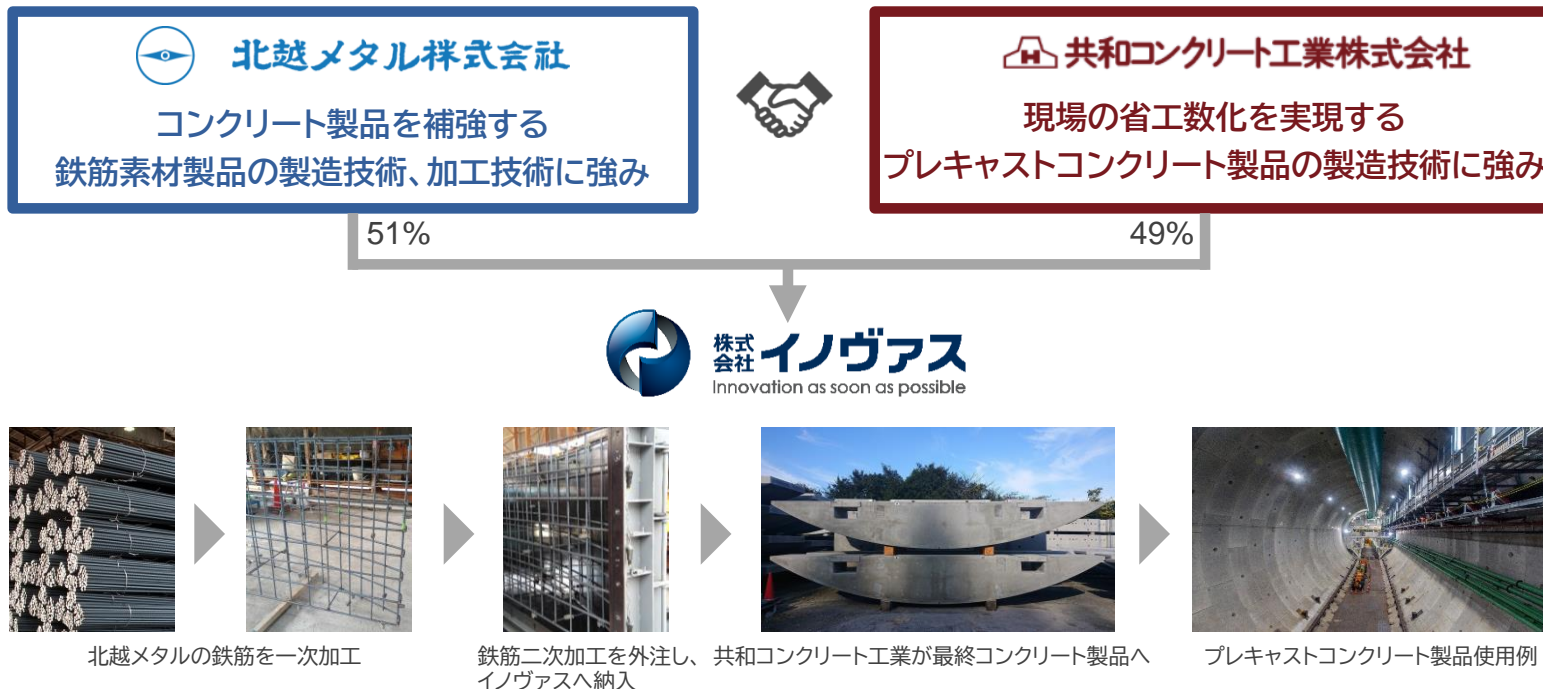 北越メタル株式会社
コンクリート製品を補強する
鉄筋素材製品の製造技術、加工技術に強み
共和コンクリート工業株式会社
現場の省工数化を実現する
プレキャストコンクリート製品の製造技術に強み
51%
49%
株式会社 イノヴァス
Innovation as soon as possible
北越メタルの鉄筋を一次加工
鉄筋二次加工を外注し、
イノヴァスへ納入
共和コンクリート工業が最終コンクリート製品へ
プレキャストコンクリート製品使用例